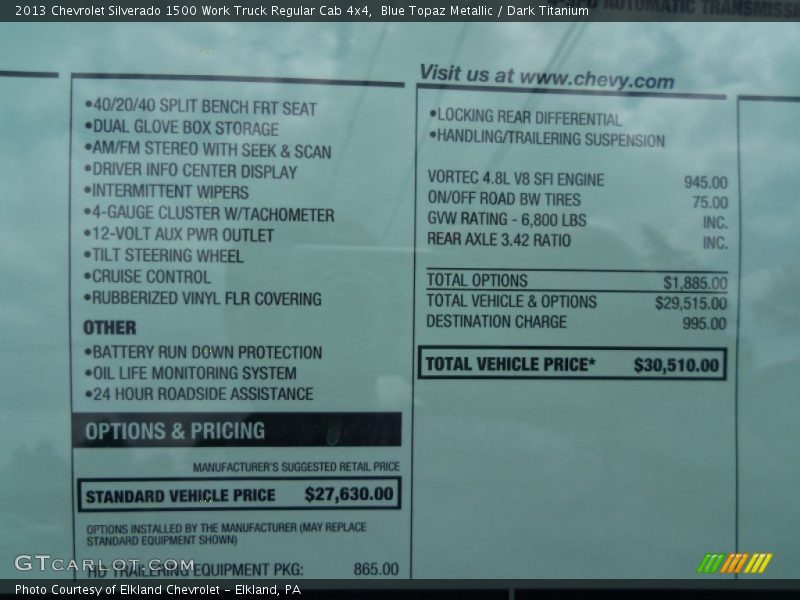 2013 Chevrolet Silverado 1500 Work Truck Regular Cab 4x4, Blue Topaz Metallic / Dark Titanium
AUTOMATIC TRANSMISSION
•40/20/40 SPLIT BENCH FRT SEAT
•DUAL GLOVE BOX STORAGE
•AM/FM STEREO WITH SEEK & SCAN
•DRIVER INFO CENTER DISPLAY
•INTERMITTENT WIPERS
•4-GAUGE CLUSTER W/TACHOMETER
•12-VOLT AUX PWR OUTLET
•TILT STEERING WHEEL
•CRUISE CONTROL
•RUBBERIZED VINYL FLR COVERING
OTHER
•BATTERY RUN DOWN PROTECTION
•OIL LIFE MONITORING SYSTEM
•24 HOUR ROADSIDE ASSISTANCE
OPTIONS & PRICING
MANUFACTURER'S SUGGESTED RETAIL PRICE
STANDARD VEHICLE PRICE $27,630.00
OPTIONS INSTALLED BY THE MANUFACTURER (MAY REPLACE
STANDARD EQUIPMENT SHOWN)
HD TRAILERING EQUIPMENT PKG: 865.00
Visit us at www.chevy.com
•LOCKING REAR DIFFERENTIAL
•HANDLING/TRAILERING SUSPENSION
VORTEC 4.8L V8 SFI ENGINE 945.00
ON/OFF ROAD BW TIRES 75.00
GVW RATING - 6,800 LBS INC.
REAR AXLE 3.42 RATIO INC.
TOTAL OPTIONS $1,885.00
TOTAL VEHICLE & OPTIONS $29,515.00
DESTINATION CHARGE 995.00
TOTAL VEHICLE PRICE* $30,510.00
GTCarLot.com
Photo Courtesy of Elkland Chevrolet - Elkland, PA